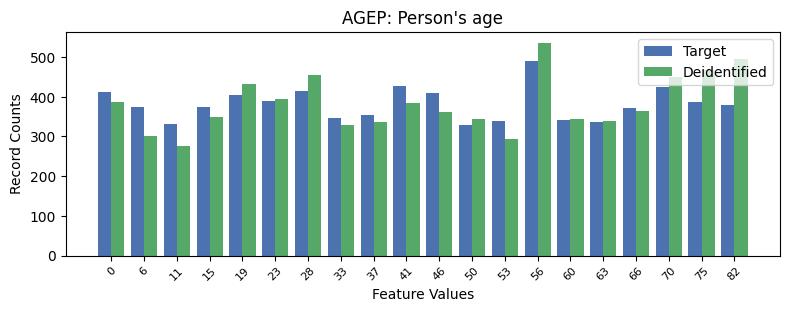 AGEP: Person's age
Target
Deidentified
Record Counts
500
400
300
200
100
0
0 6 11 15 19 23 28 33 37 41 46 50 53 56 60 63 66 70 75 82
Feature Values